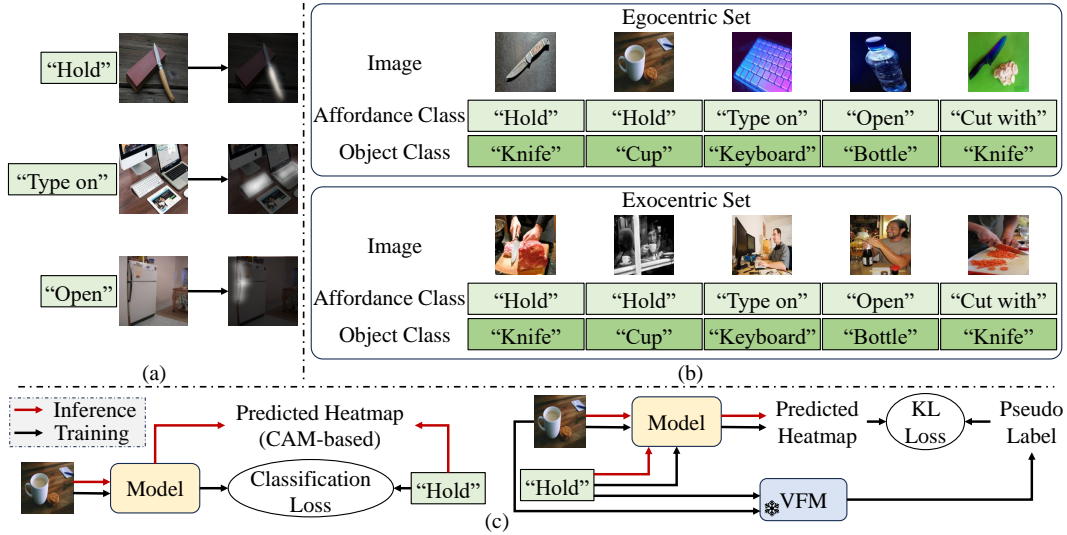 “Hold”
“Type on”
“Open”
(a)
Egocentric Set
Image
Affordance Class “Hold” “Hold” “Type on” “Open” “Cut with”
Object Class “Knife” “Cup” “Keyboard” “Bottle” “Knife”
Exocentric Set
Image
Affordance Class “Hold” “Hold” “Type on” “Open” “Cut with”
Object Class “Knife” “Cup” “Keyboard” “Bottle” “Knife”
(b)
Inference
Training
Predicted Heatmap
(CAM-based)
Model
Classification
Loss
“Hold”
Model
Predicted
Heatmap
KL
Loss
Pseudo
Label
“Hold”
VFM
(c)